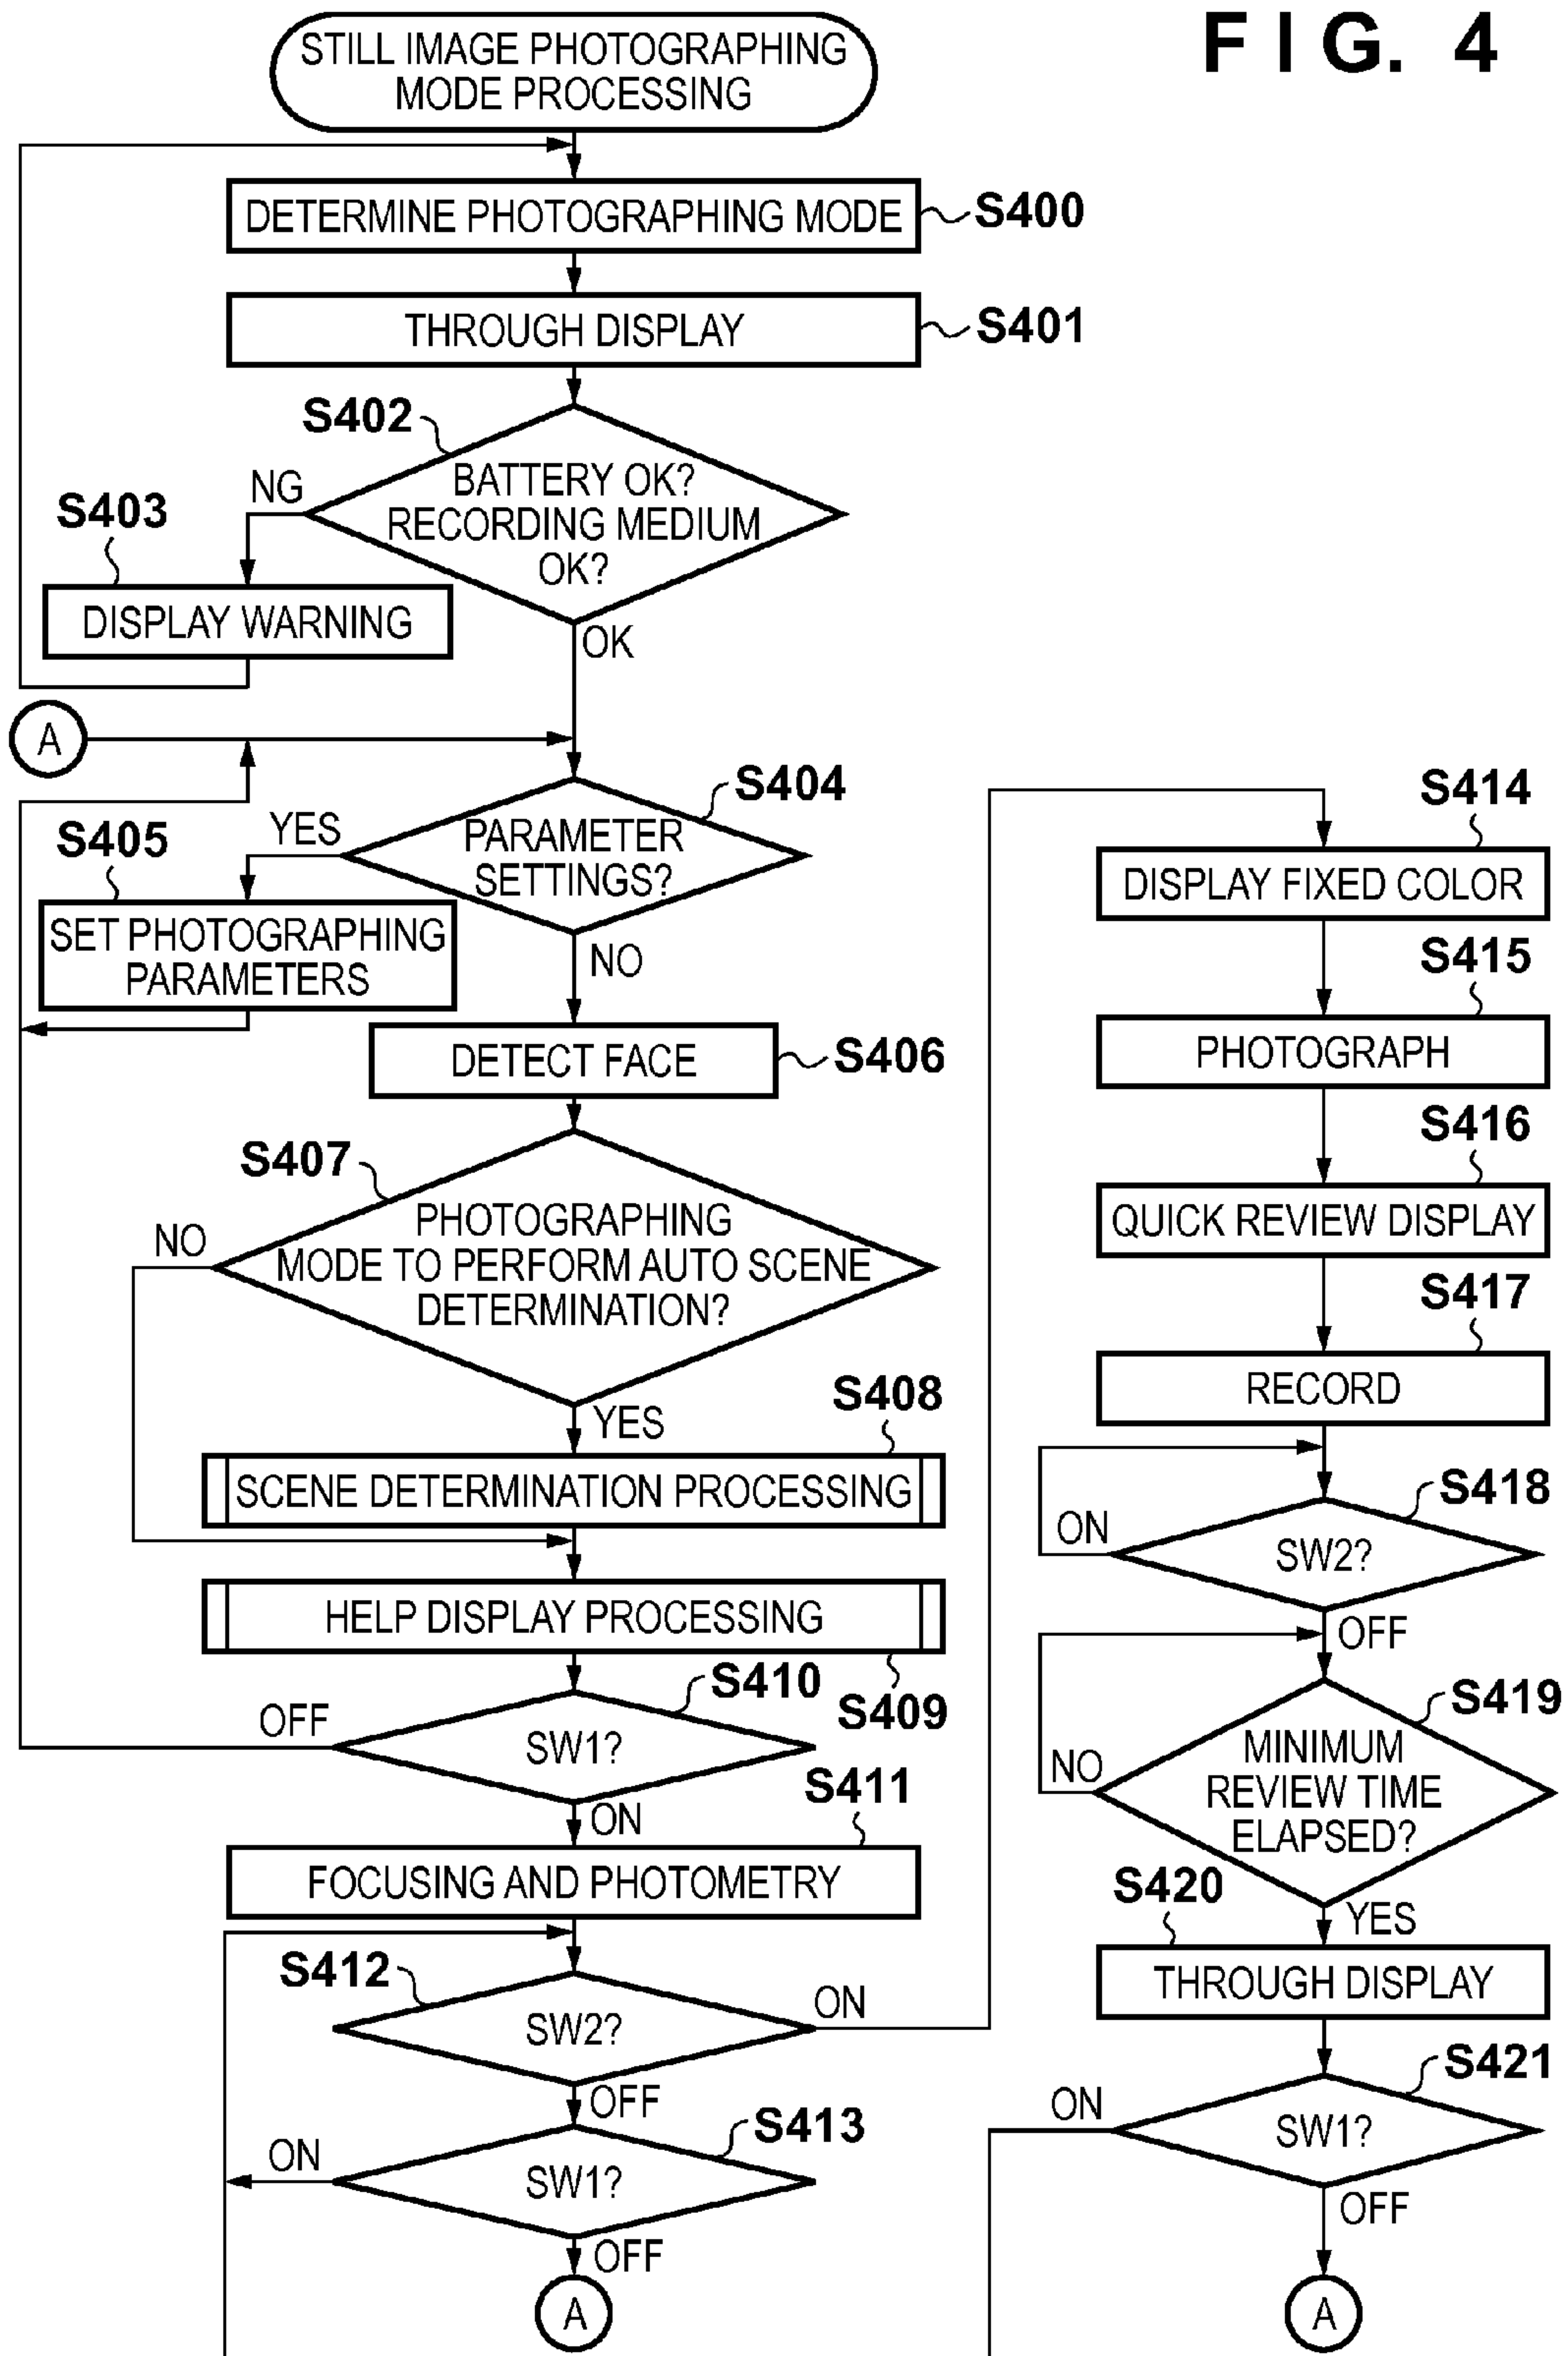 FIG. 4
STILL IMAGE PHOTOGRAPHING
MODE PROCESSING
DETERMINE PHOTOGRAPHING MODE
S400
THROUGH DISPLAY
S401
S402
BATTERY OK?
RECORDING MEDIUM
OK?
NG
OK
S403
DISPLAY WARNING
A
S404
PARAMETER
SETTINGS?
YES
NO
S405
SET PHOTOGRAPHING
PARAMETERS
DETECT FACE
S406
S407
PHOTOGRAPHING
MODE TO PERFORM AUTO SCENE
DETERMINATION?
NO
YES
S408
SCENE DETERMINATION PROCESSING
HELP DISPLAY PROCESSING
S409
S410
SW1?
OFF
ON
S411
FOCUSING AND PHOTOMETRY
S412
SW2?
ON
OFF
S413
SW1?
ON
OFF
A
S414
DISPLAY FIXED COLOR
S415
PHOTOGRAPH
S416
QUICK REVIEW DISPLAY
S417
RECORD
S418
SW2?
ON
OFF
S419
MINIMUM
REVIEW TIME
ELAPSED?
NO
YES
S420
THROUGH DISPLAY
S421
SW1?
ON
OFF
A